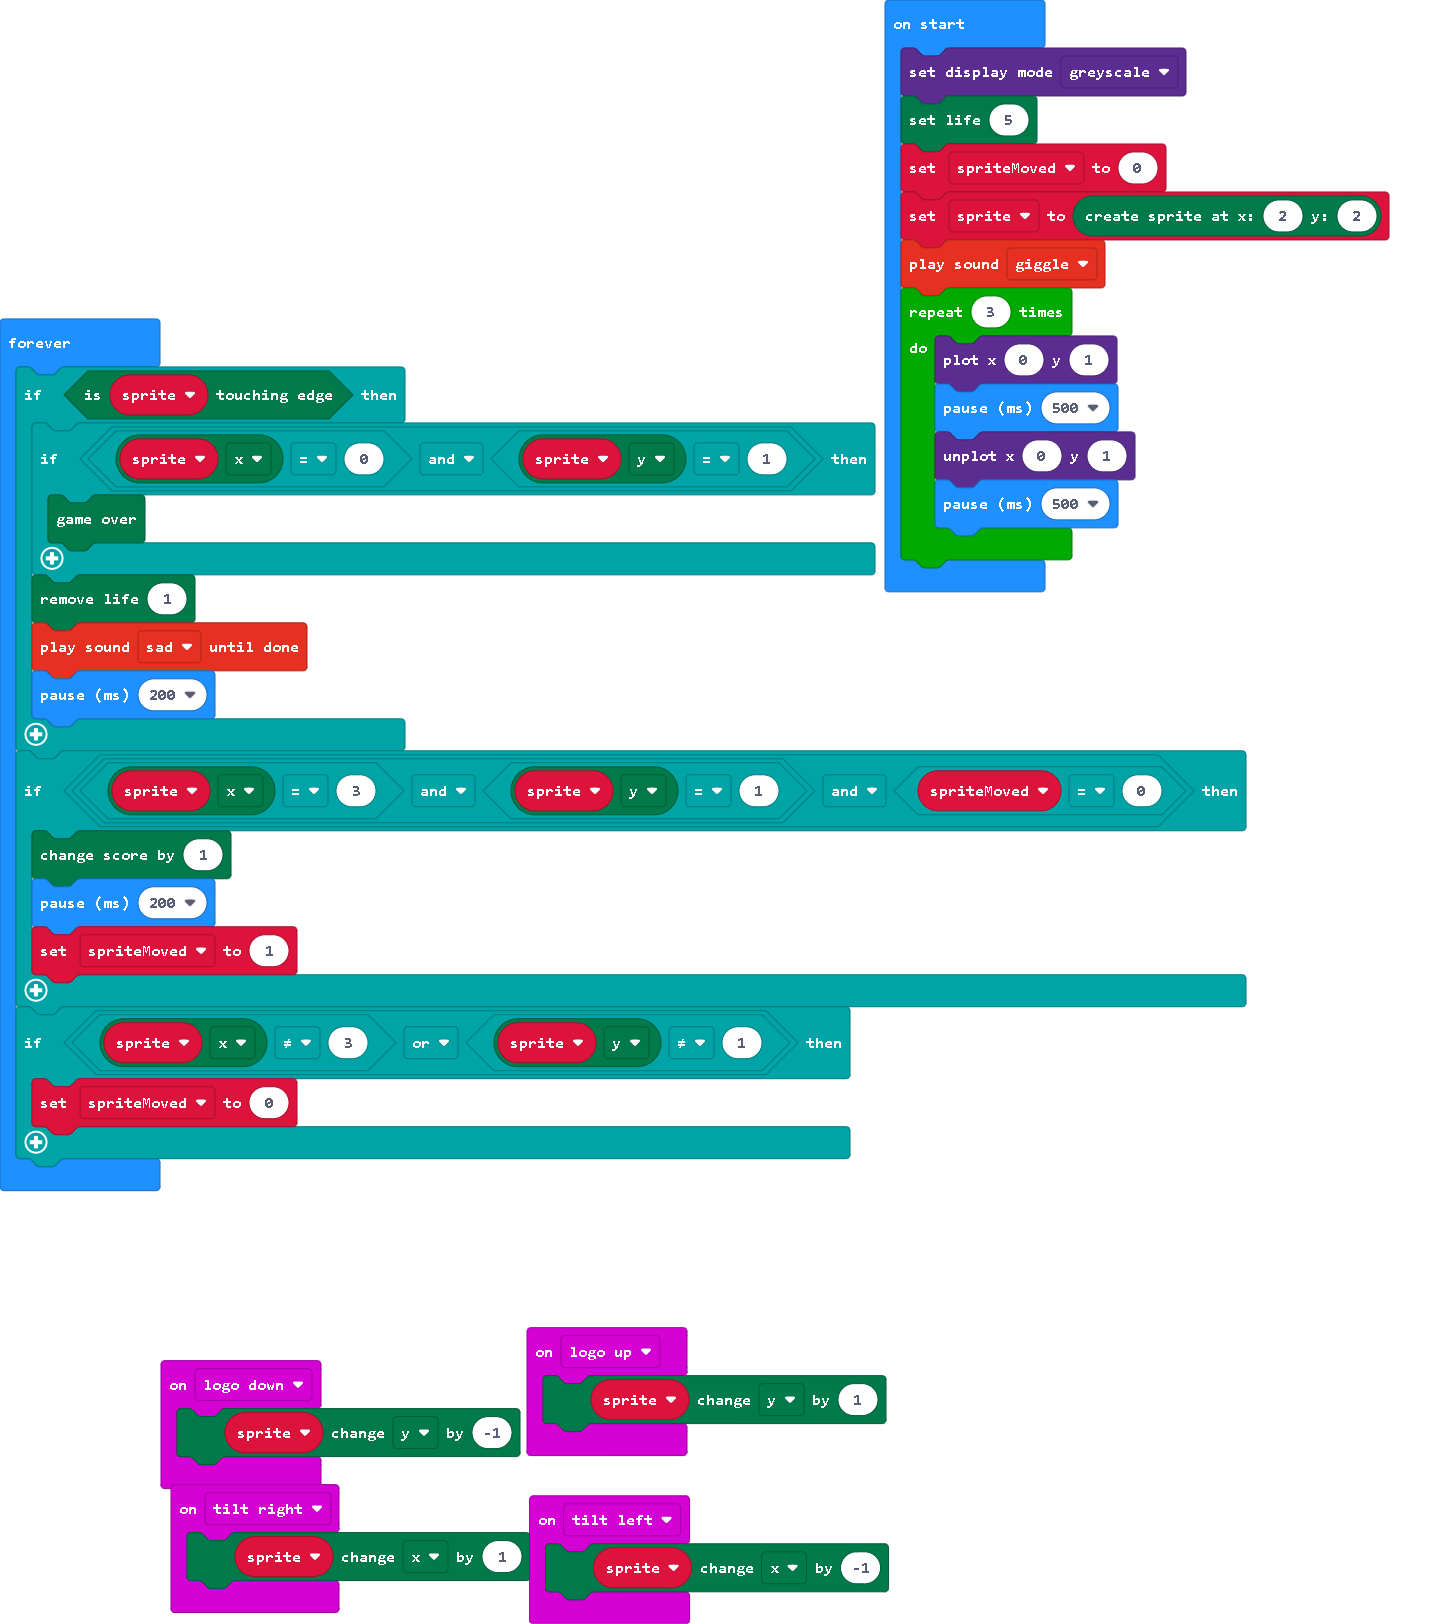 on start
set display mode greyscale
set life 5
set spriteMoved to 0
set sprite to create sprite at x: 2 y: 2
play sound giggle
repeat 3 times
do
plot x 0 y 1
pause (ms) 500
unplot x 0 y 1
pause (ms) 500
forever
if is sprite touching edge then
if sprite x = 0 and sprite y = 1 then
game over
remove life 1
play sound sad until done
pause (ms) 200
if sprite x = 3 and sprite y = 1 and spriteMoved = 0 then
change score by 1
pause (ms) 200
set spriteMoved to 1
if sprite x ≠ 3 or sprite y ≠ 1 then
set spriteMoved to 0
on logo down
sprite change y by -1
on logo up
sprite change y by 1
on tilt right
sprite change x by 1
on tilt left
sprite change x by -1